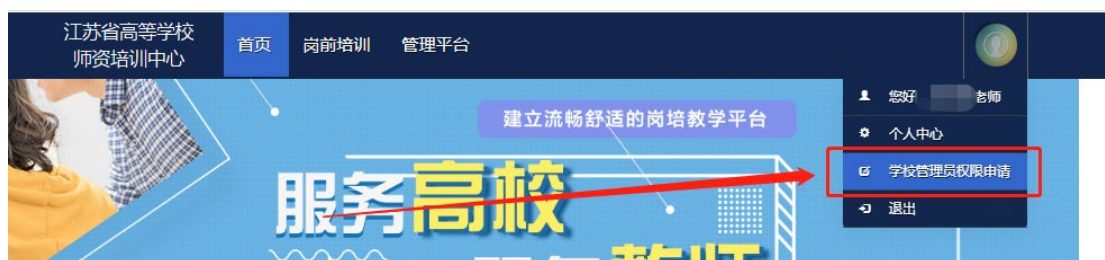 江苏省高等学校
师资培训中心
首页
岗前培训
管理平台
您好 老师
个人中心
学校管理员权限申请
退出
建立流畅舒适的岗培教学平台
服务高校
教师